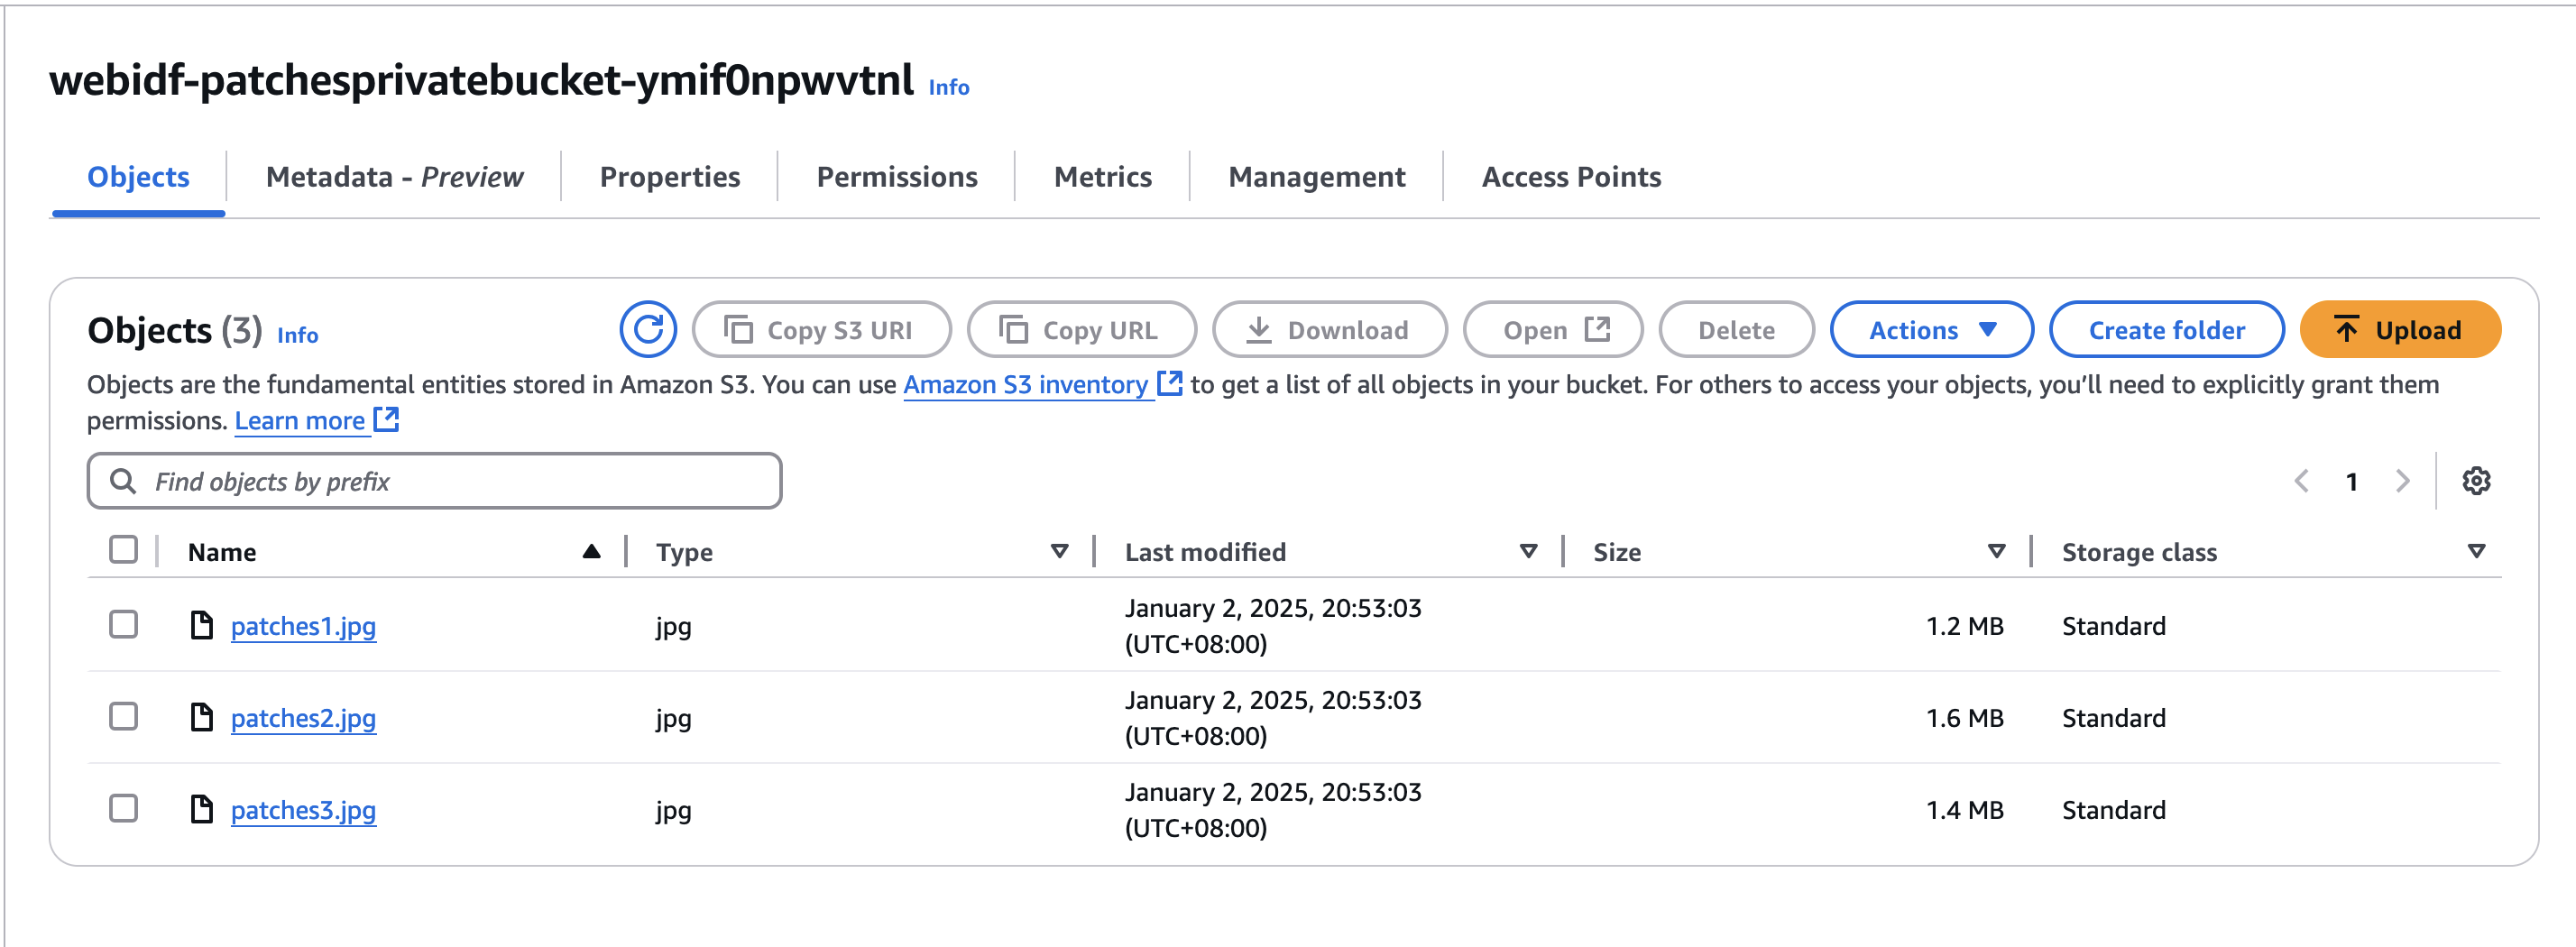 webidf-patchesprivatebucket-ymif0npwvtnl Info
Objects Metadata - Preview Properties Permissions Metrics Management Access Points
Objects (3) Info Copy S3 URI Copy URL Download Open Delete Actions Create folder Upload
Objects are the fundamental entities stored in Amazon S3. You can use Amazon S3 inventory to get a list of all objects in your bucket. For others to access your objects, you’ll need to explicitly grant them
permissions. Learn more
Find objects by prefix 1
Name Type Last modified Size Storage class
patches1.jpg jpg January 2, 2025, 20:53:03 (UTC+08:00) 1.2 MB Standard
patches2.jpg jpg January 2, 2025, 20:53:03 (UTC+08:00) 1.6 MB Standard
patches3.jpg jpg January 2, 2025, 20:53:03 (UTC+08:00) 1.4 MB Standard